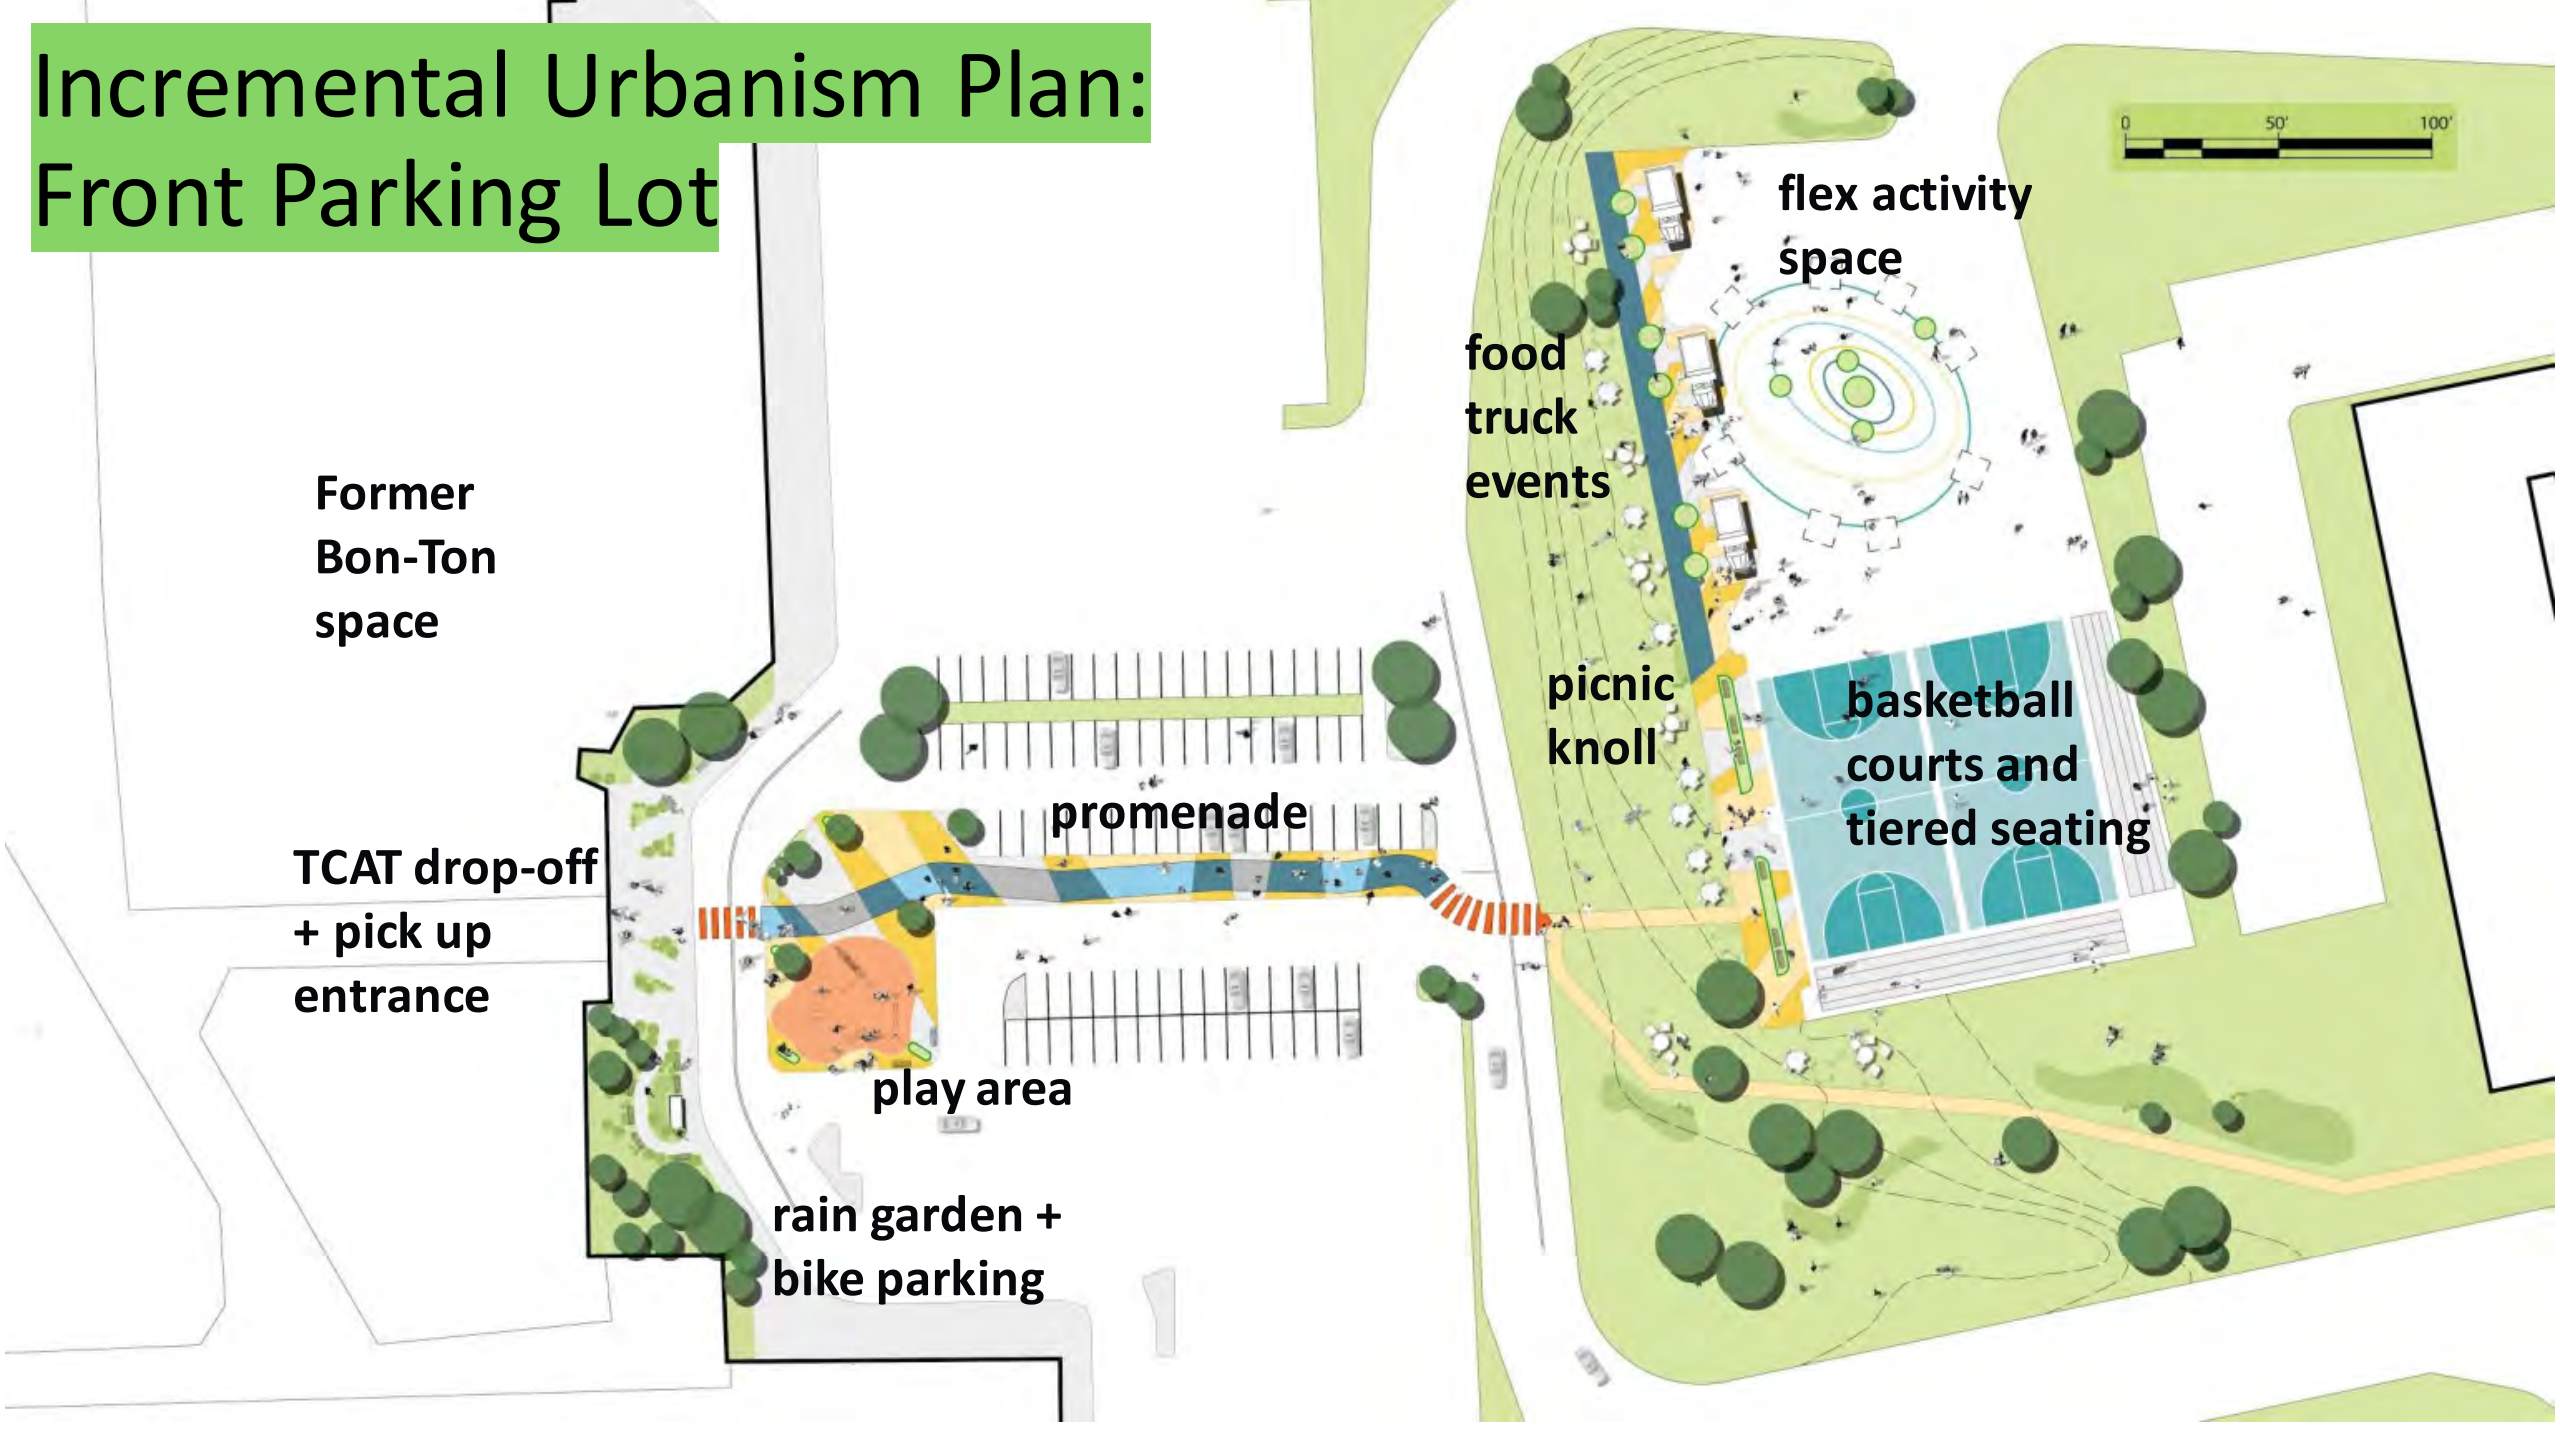 Incremental Urbanism Plan:
Front Parking Lot
0 50' 100'
flex activity
space
food
truck
events
Former
Bon-Ton
space
picnic
knoll
basketball
courts and
tiered seating
promenade
TCAT drop-off
+ pick up
entrance
play area
rain garden +
bike parking